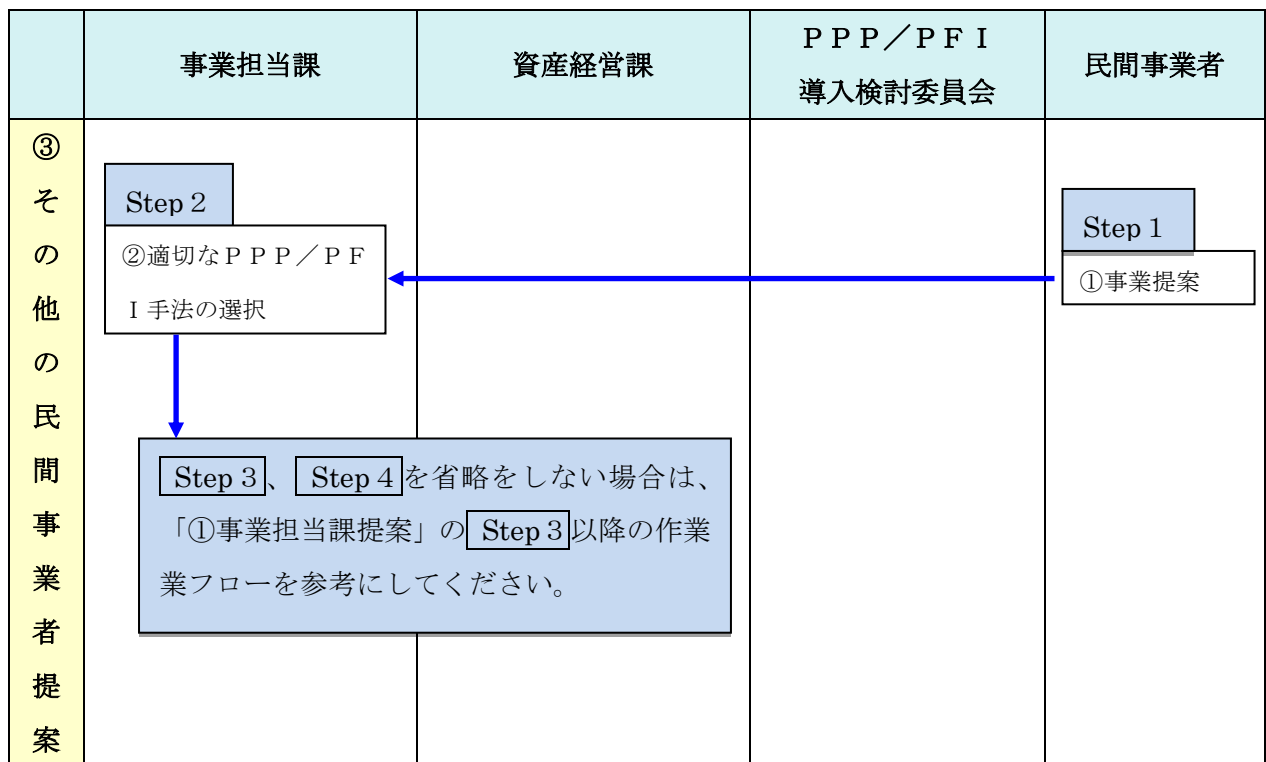 事業担当課
資産経営課
ＰＰＰ／ＰＦＩ
導入検討委員会
民間事業者
③その他の民間事業者提案
Step２
②適切なＰＰＰ／ＰＦ
Ｉ手法の選択
Step１
①事業提案
Step３、Step４を省略をしない場合は、
「①事業担当課提案」のStep３以降の作業
業フローを参考にしてください。